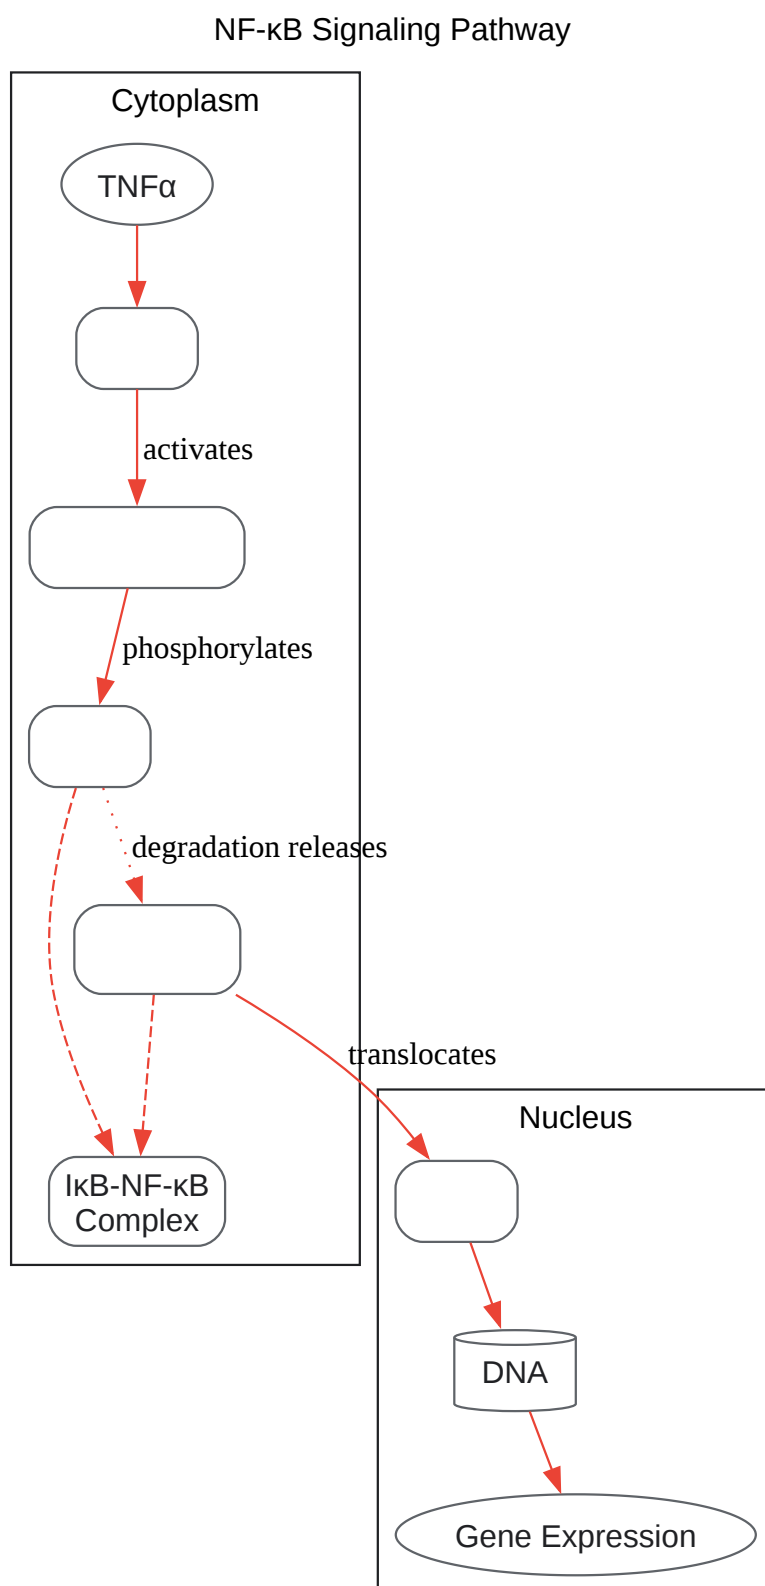 NF-κB Signaling Pathway
Cytoplasm
TNFα
activates
phosphorylates
degradation releases
translocates
Nucleus
IκB-NF-κB
Complex
DNA
Gene Expression